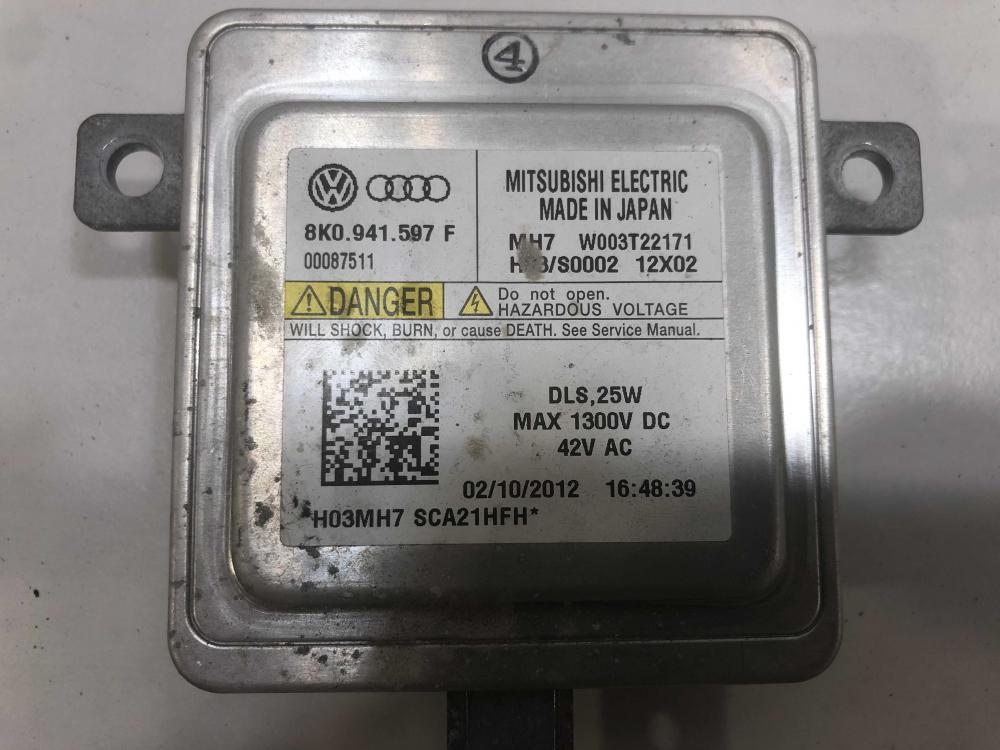 4
8K0.941.597 F
00087511
MITSUBISHI ELECTRIC
MADE IN JAPAN
MH7 W003T22171
12X02
DANGER
Do not open.
HAZARDOUS VOLTAGE
WILL SHOCK, BURN, or cause DEATH. See Service Manual.
DLS,25W
MAX 1300V DC
42V AC
02/10/2012 16:48:39
*H03MH7 SCA21HFH*